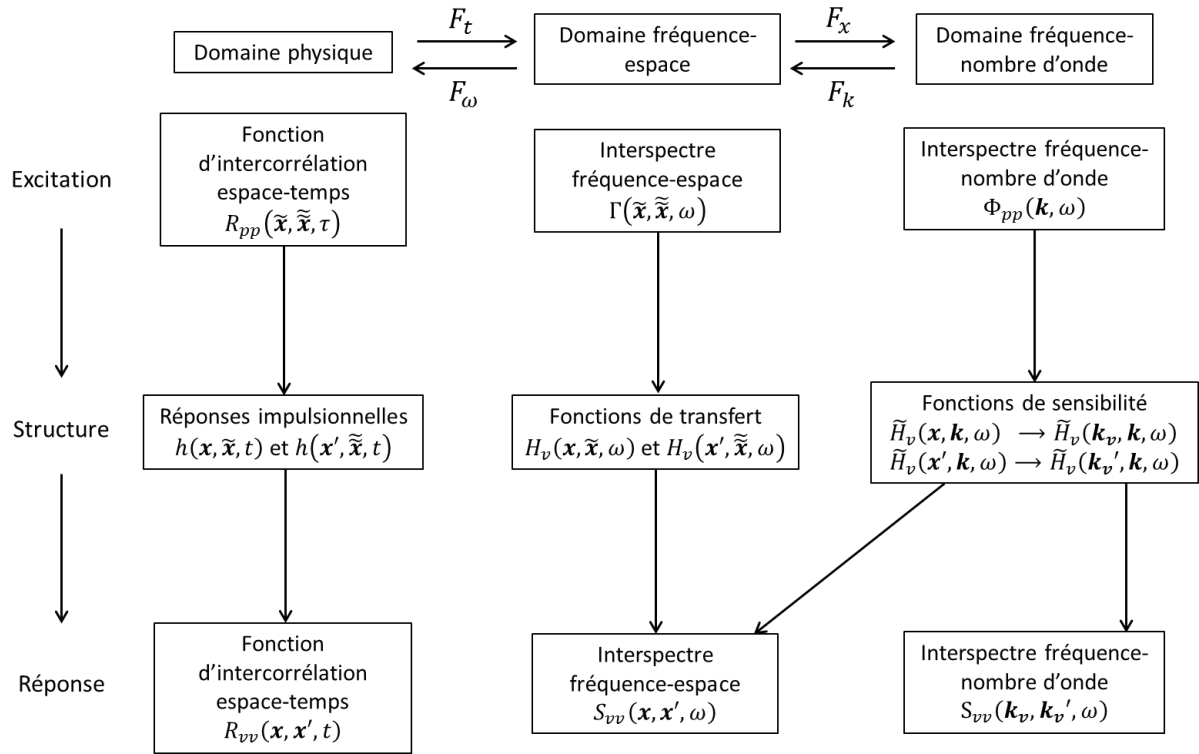 Domaine physique
F_t
F_ω
Domaine fréquence-
espace
F_x
F_k
Domaine fréquence-
nombre d'onde
Excitation
Fonction
d'intercorrélation
espace-temps
R_pp(x̃, x̃̃, τ)
Interspectre
fréquence-espace
Γ(x̃, x̃̃, ω)
Interspectre fréquence-
nombre d'onde
Φ_pp(k, ω)
Structure
Réponses impulsionnelles
h(x, x̃, t) et h(x′, x̃̃, t)
Fonctions de transfert
H_v(x, x̃, ω) et H_v(x′, x̃̃, ω)
Fonctions de sensibilité
H̃_v(x, k, ω) ⟶ H̃_v(k_v, k, ω)
H̃_v(x′, k, ω) ⟶ H̃_v(k_v′, k, ω)
Réponse
Fonction
d'intercorrélation
espace-temps
R_vv(x, x′, t)
Interspectre
fréquence-espace
S_vv(x, x′, ω)
Interspectre fréquence-
nombre d'onde
S_vv(k_v, k_v′, ω)